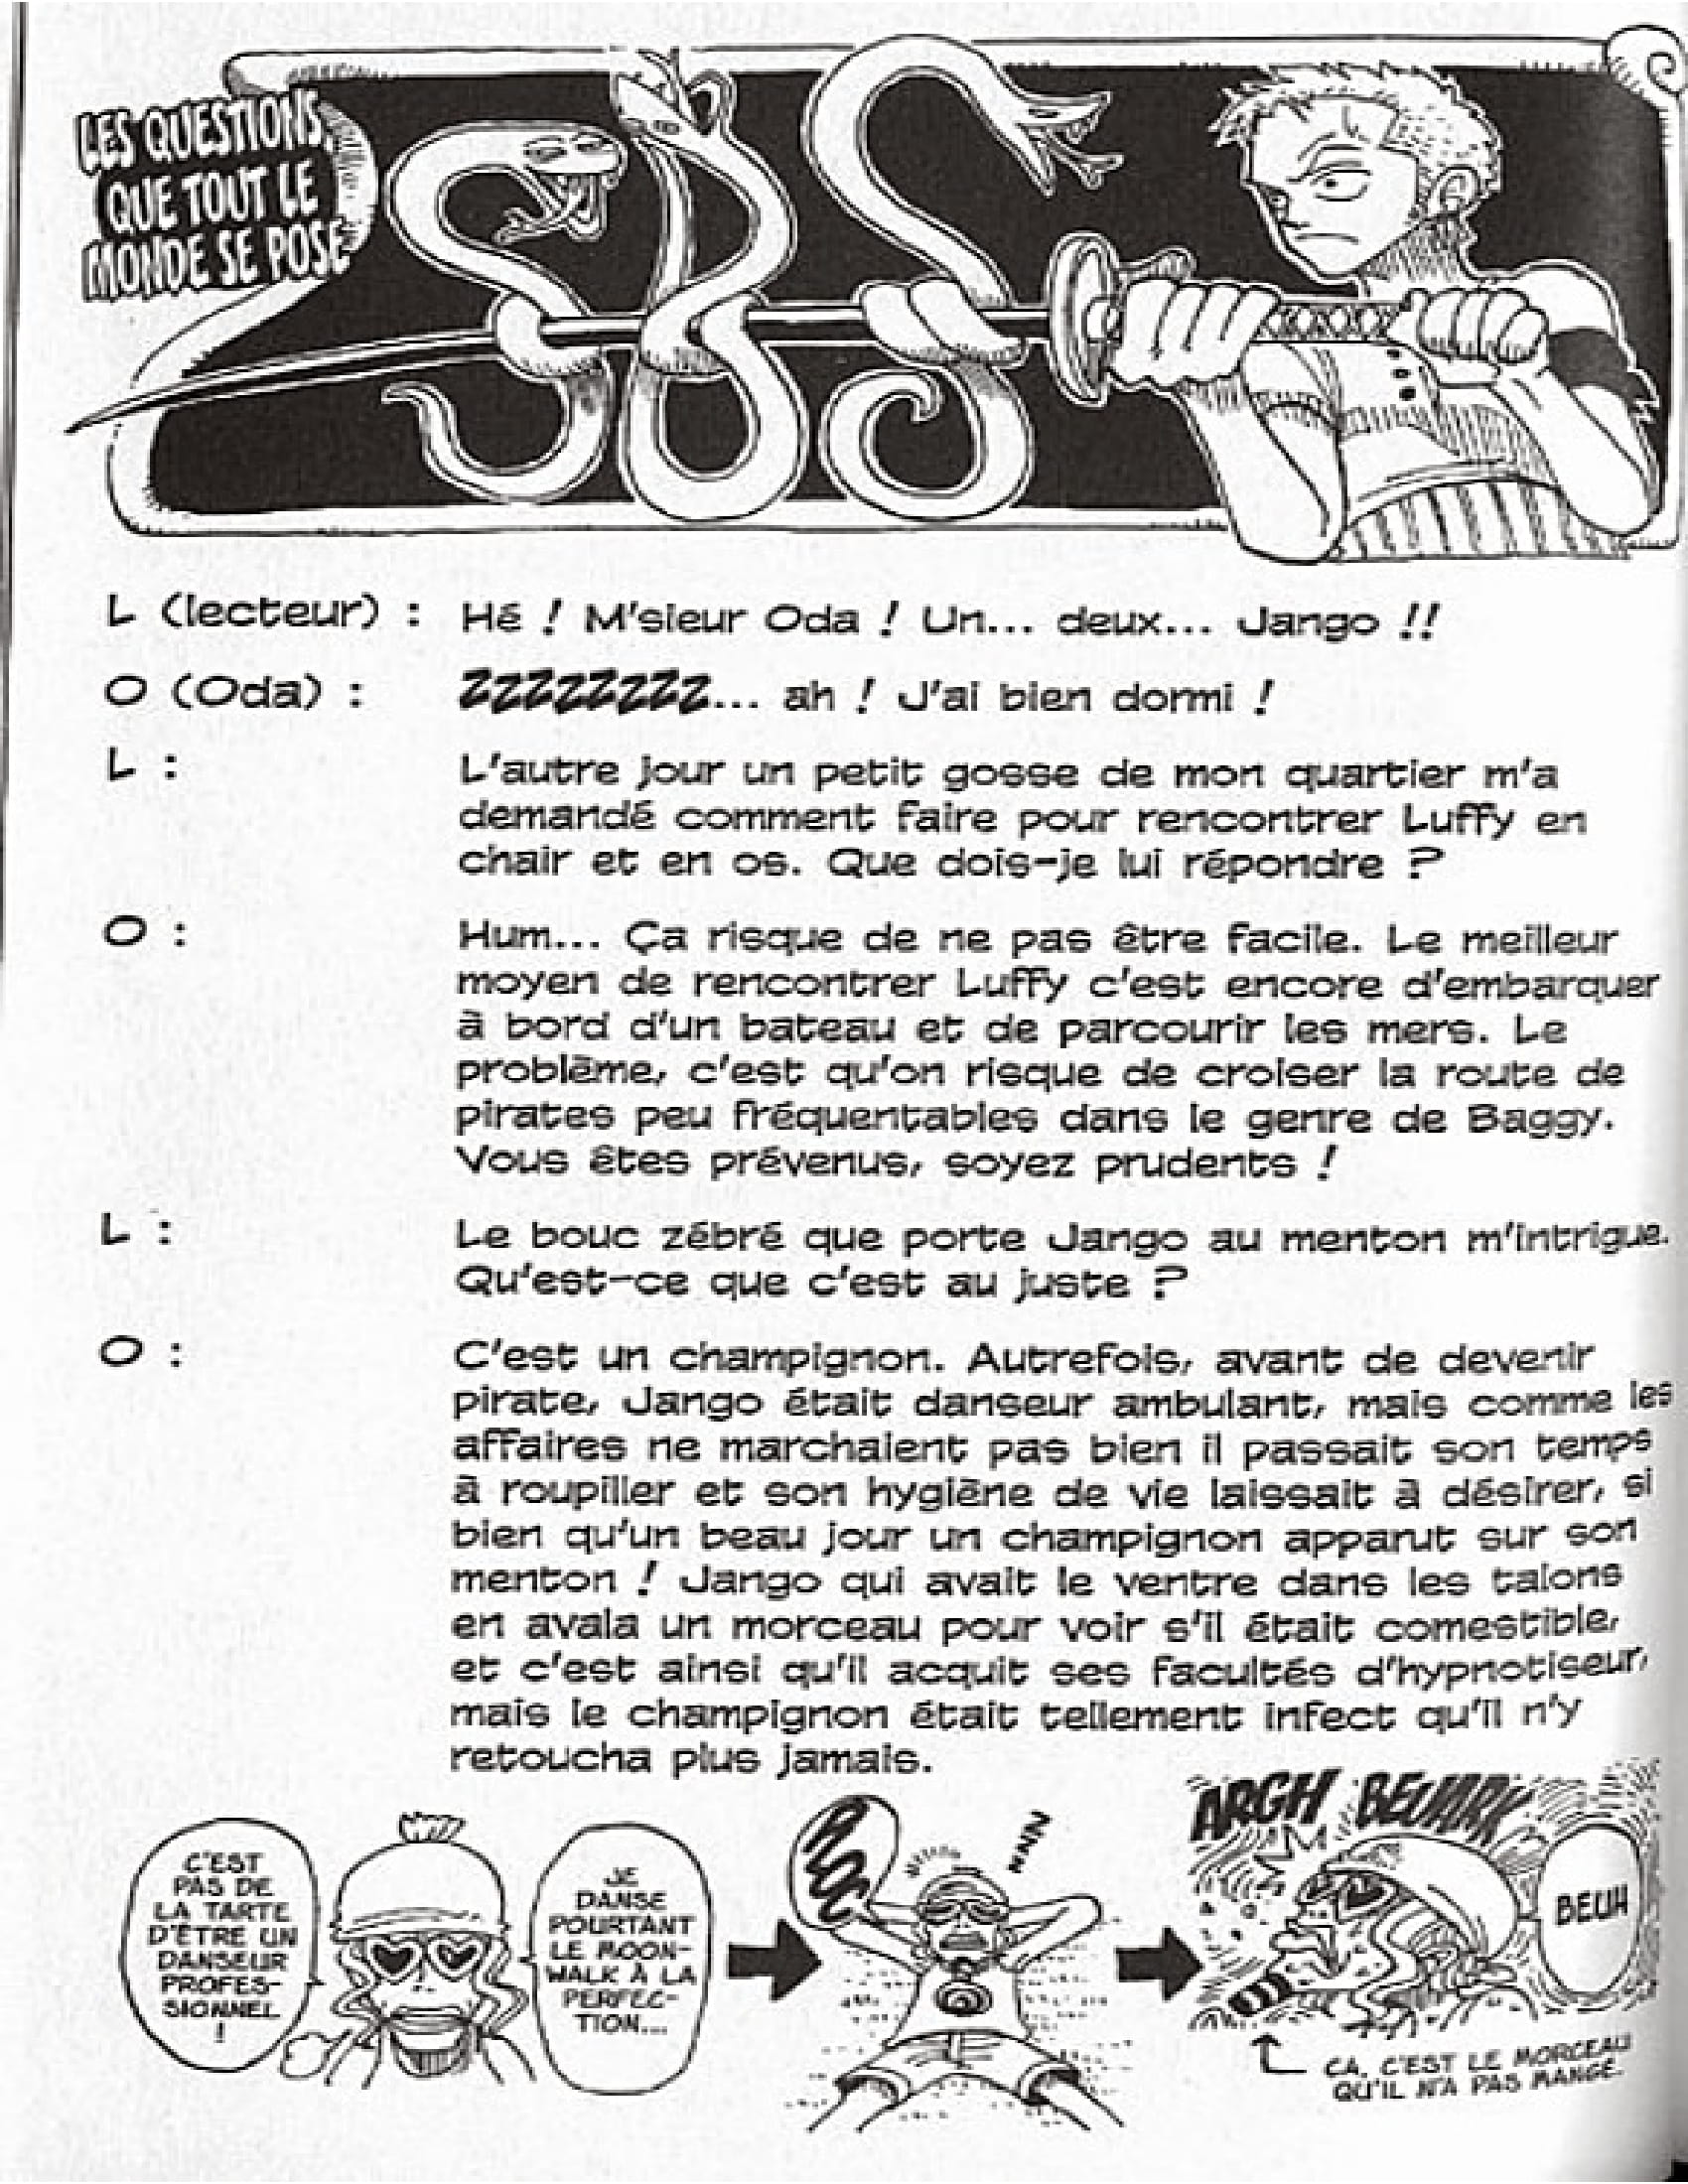 LES QUESTIONS
QUE TOUT LE
MONDE SE POSE
SBS
L (lecteur) : Hé ! M'sieur Oda ! Un... deux... Jango !!
O (Oda) : ZZZZZZZZ... ah ! J'ai bien dormi !
L : L'autre jour un petit gosse de mon quartier m'a
demandé comment faire pour rencontrer Luffy en
chair et en os. Que dois-je lui répondre ?
O : Hum... Ça risque de ne pas être facile. Le meilleur
moyen de rencontrer Luffy c'est encore d'embarquer
à bord d'un bateau et de parcourir les mers. Le
problème, c'est qu'on risque de croiser la route de
pirates peu fréquentables dans le genre de Baggy.
Vous êtes prévenus, soyez prudents !
L : Le bouc zébré que porte Jango au menton m'intrigue.
Qu'est-ce que c'est au juste ?
O : C'est un champignon. Autrefois, avant de devenir
pirate, Jango était danseur ambulant, mais comme les
affaires ne marchaient pas bien il passait son temps
à roupiller et son hygiène de vie laissait à désirer, si
bien qu'un beau jour un champignon apparut sur son
menton ! Jango qui avait le ventre dans les talons
en avala un morceau pour voir s'il était comestible,
et c'est ainsi qu'il acquit ses facultés d'hypnotiseur,
mais le champignon était tellement infect qu'il n'y
retoucha plus jamais.
C'EST
PAS DE
LA TARTE
D'ÊTRE UN
DANSEUR
PROFES-
SIONNEL
!
JE
DANSE
POURTANT
LE MOON-
WALK À LA
PERFEC-
TION...
ZZZ
ARGH BEUARK
BEUH
ÇA, C'EST LE MORCEAU
QU'IL N'A PAS MANGÉ.